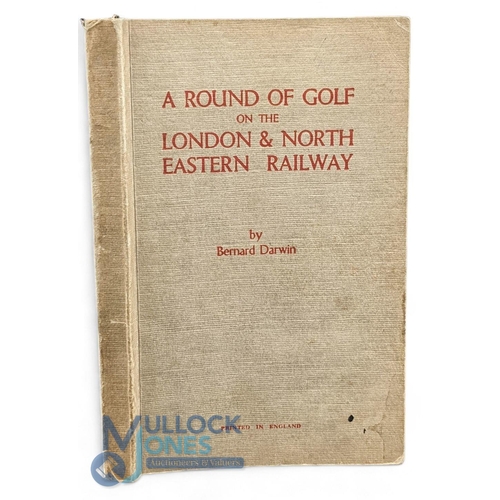 A ROUND OF GOLF
ON THE
LONDON & NORTH
EASTERN RAILWAY
by
Bernard Darwin
PRINTED IN ENGLAND
MULLOCK
JONES
Auctioneers & Valuers